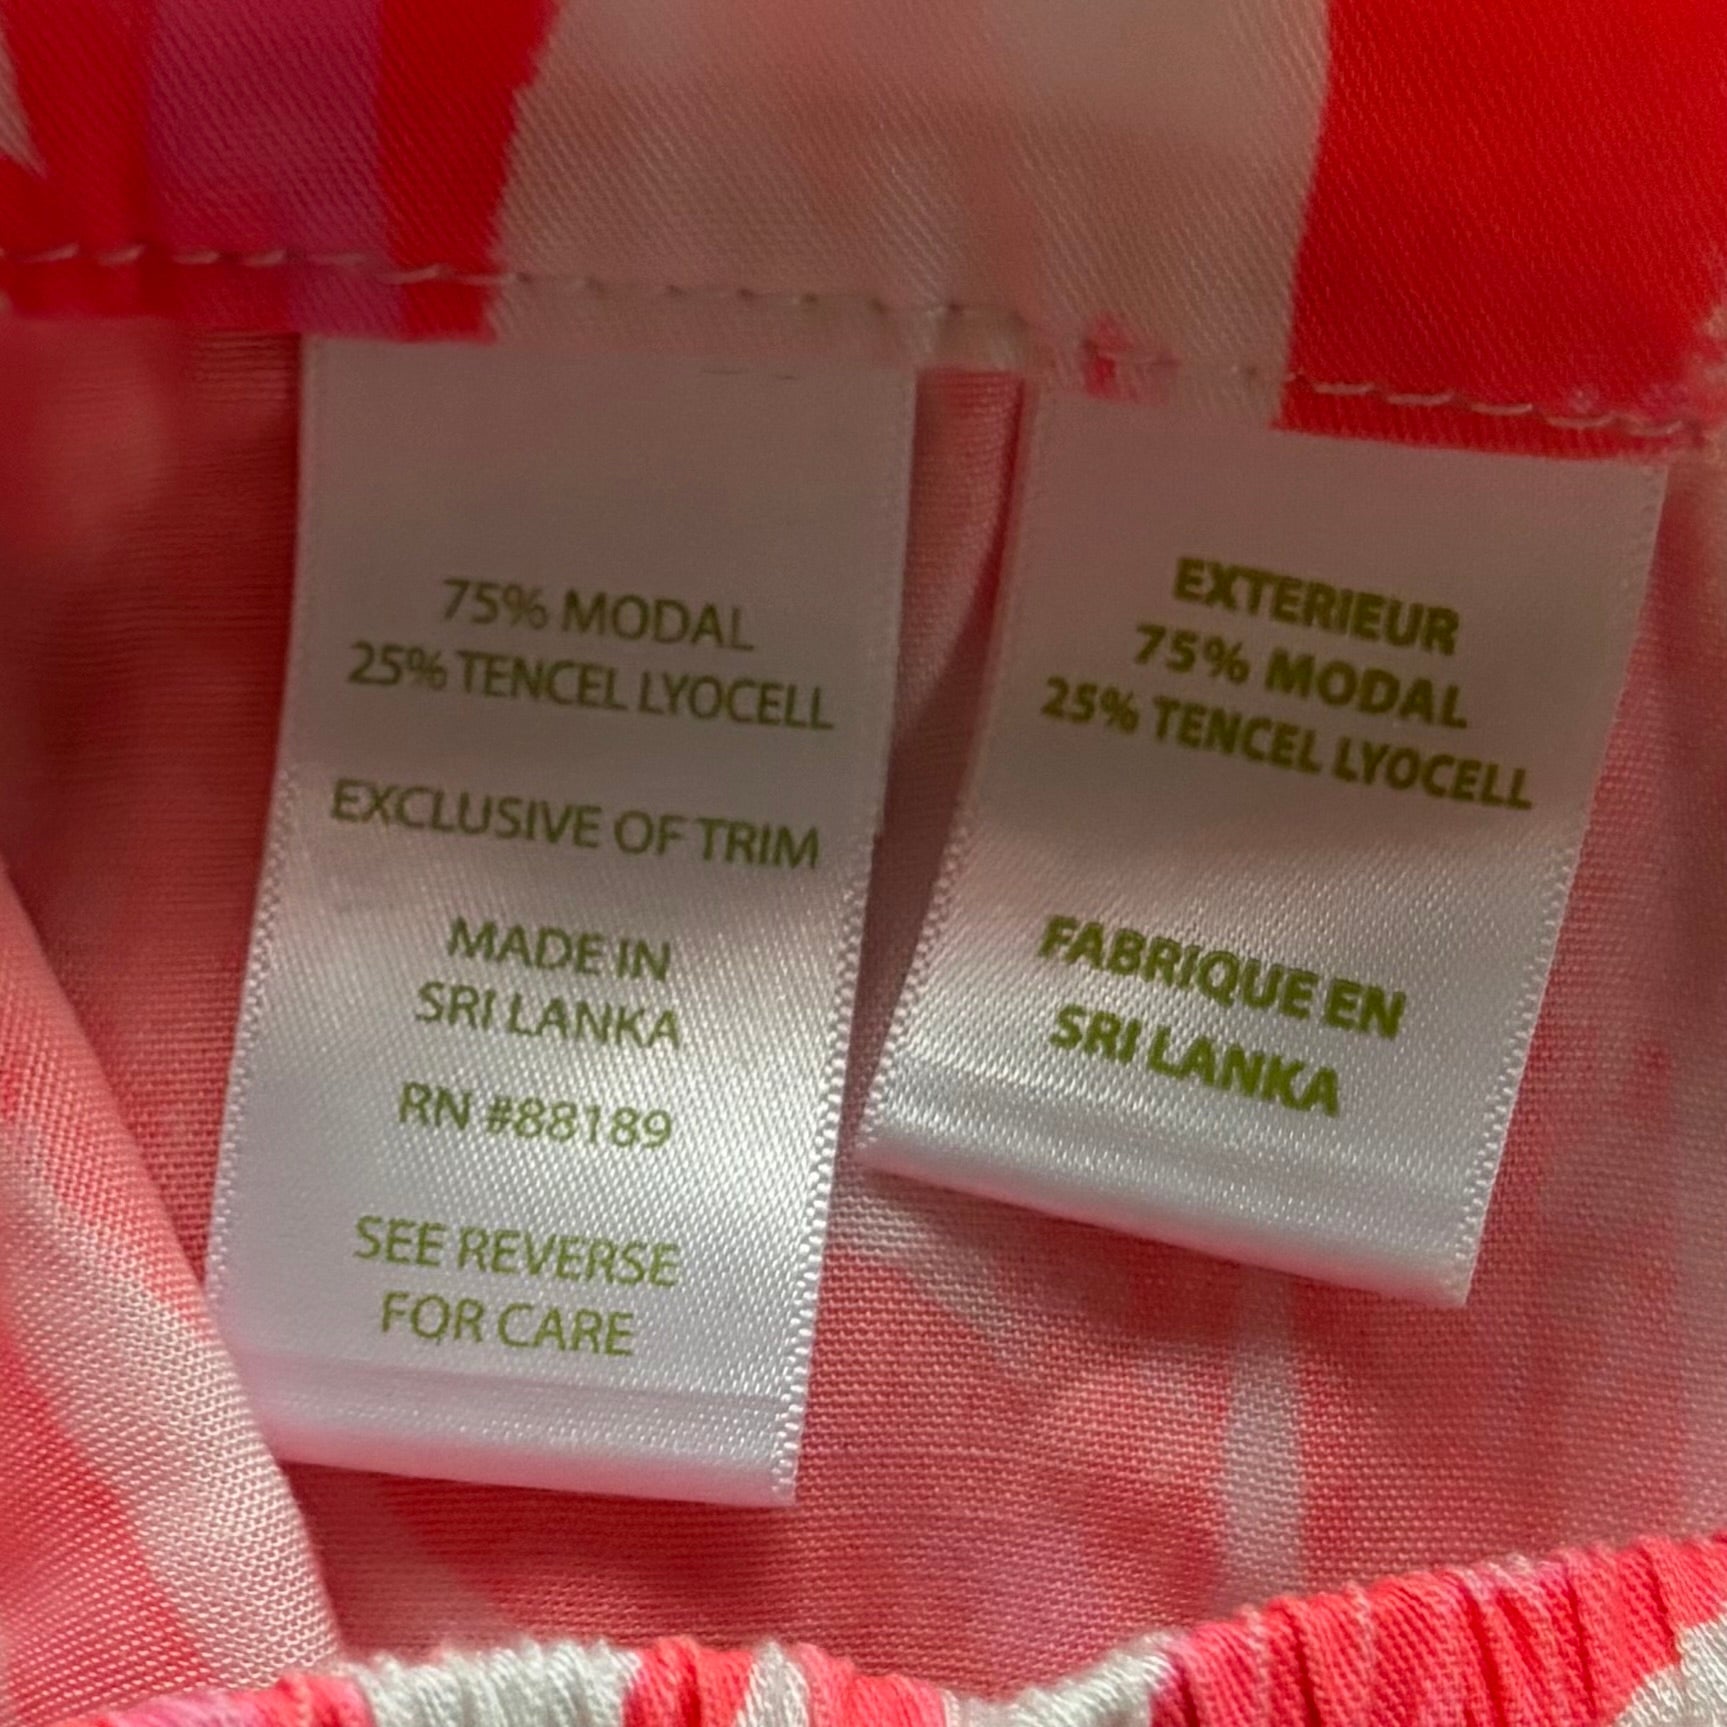 75% MODAL
25% TENCEL LYOCELL
EXCLUSIVE OF TRIM
MADE IN
SRI LANKA
RN #88189
SEE REVERSE
FOR CARE
EXTERIEUR
75% MODAL
25% TENCEL LYOCELL
FABRIQUE EN
SRI LANKA